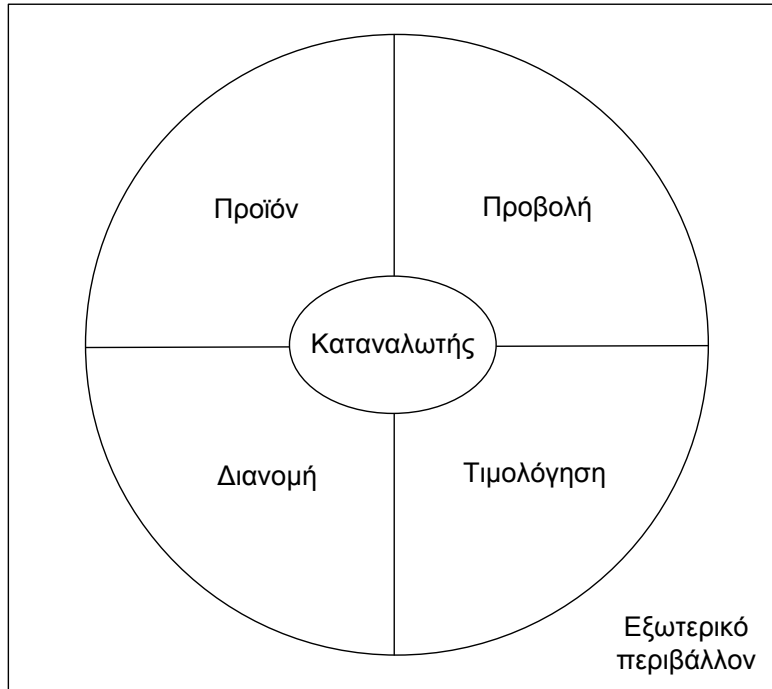 Προϊόν
Προβολή
Καταναλωτής
Διανομή
Τιμολόγηση
Εξωτερικό
περιβάλλον